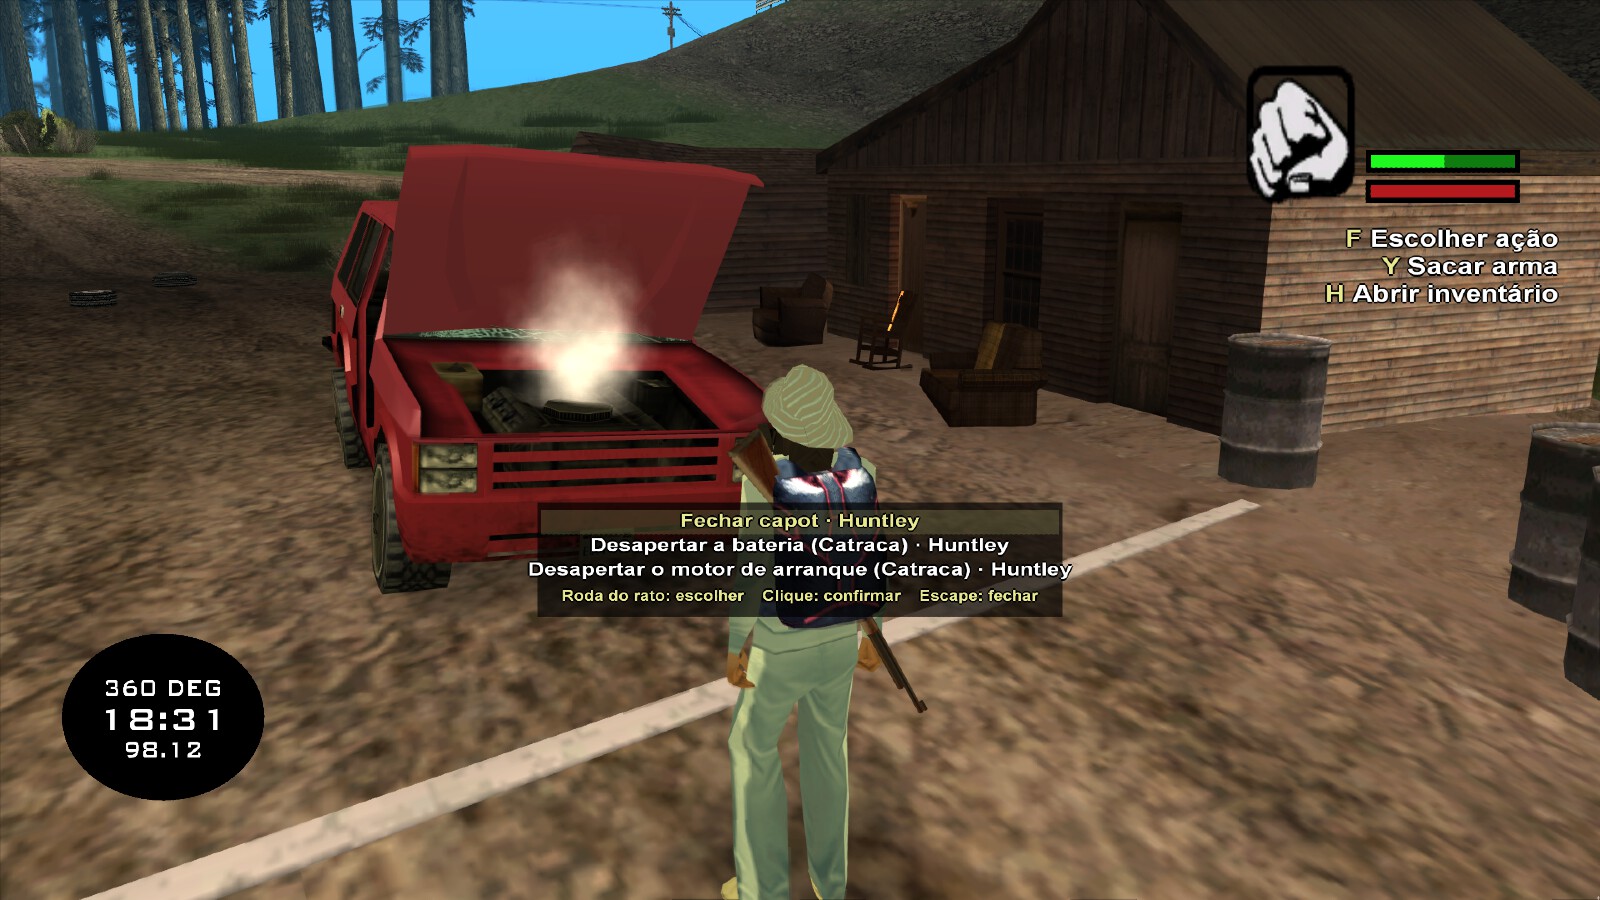 F Escolher ação
Y Sacar arma
H Abrir inventário
Fechar capot · Huntley
Desapertar a bateria (Catraca) · Huntley
Desapertar o motor de arranque (Catraca) · Huntley
Roda do rato: escolher Clique: confirmar Escape: fechar
360 DEG
18:31
98.12